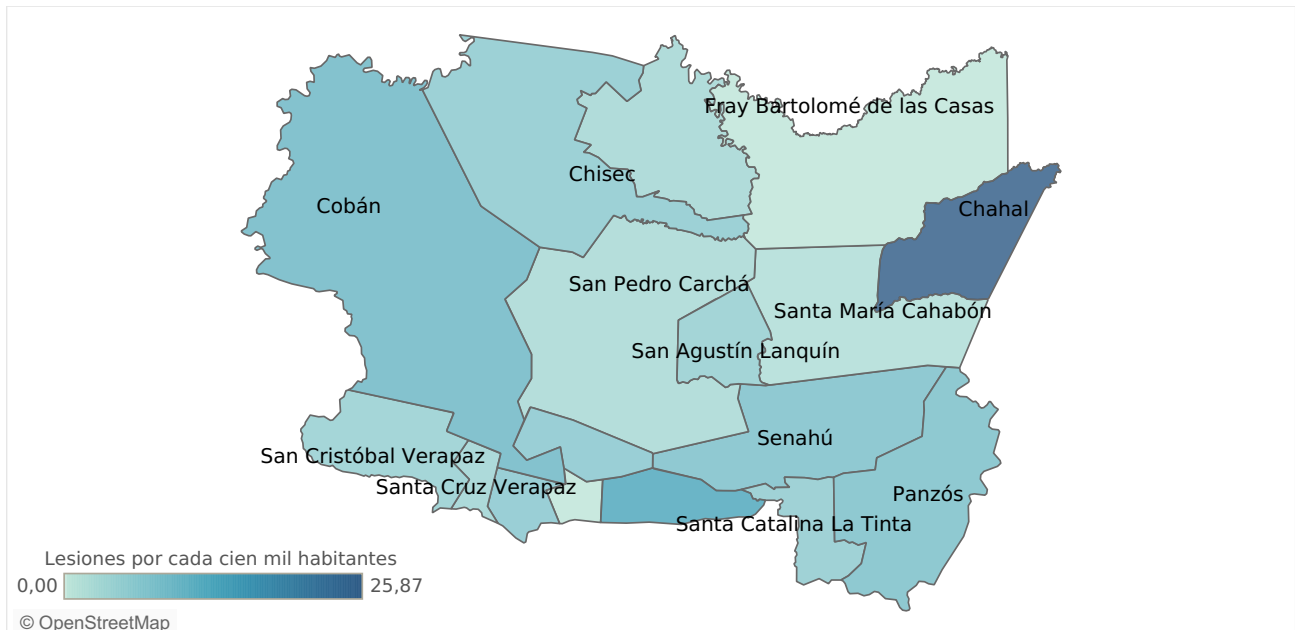 Fray Bartolomé de las Casas
Chisec
Cobán
Chahal
San Pedro Carchá
Santa María Cahabón
San Agustín Lanquín
Senahú
San Cristóbal Verapaz
Santa Cruz Verapaz
Panzós
Santa Catalina La Tinta
Lesiones por cada cien mil habitantes
0,00 25,87
© OpenStreetMap